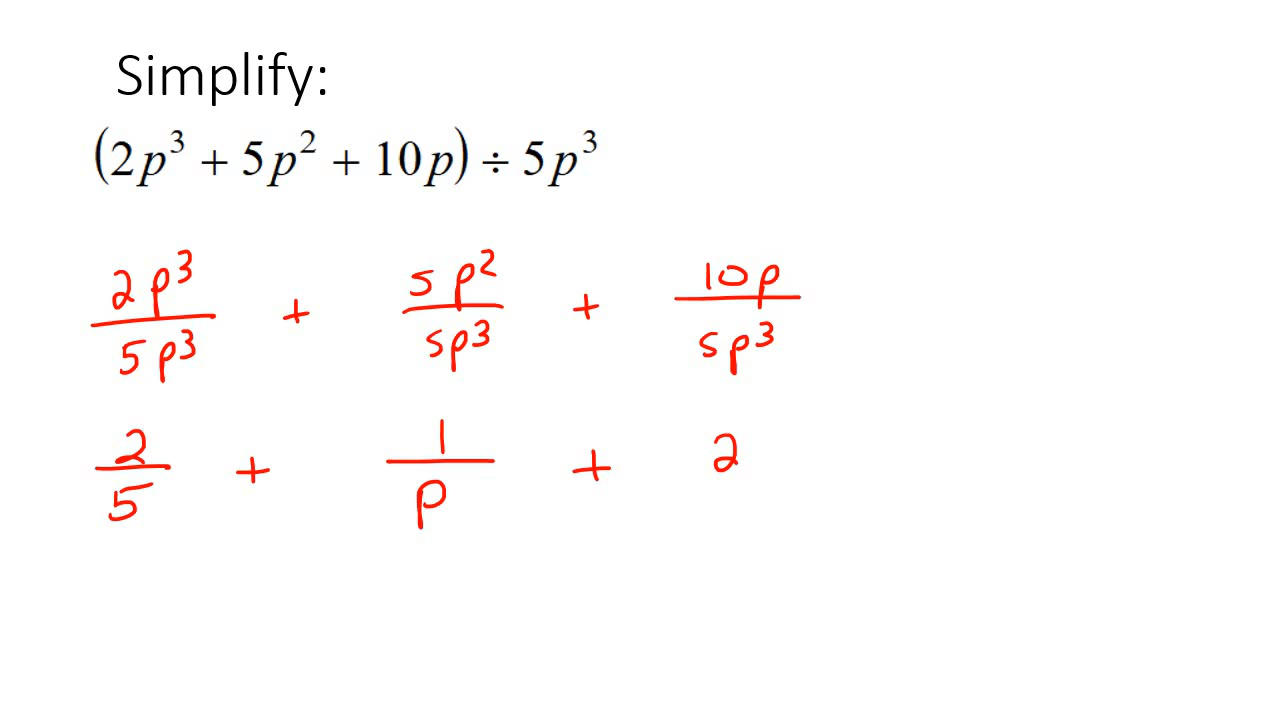 Simplify:
(2p³ + 5p² + 10p) ÷ 5p³
2p³/5p³ + 5p²/5p³ + 10p/5p³
2/5 + 1/p + 2